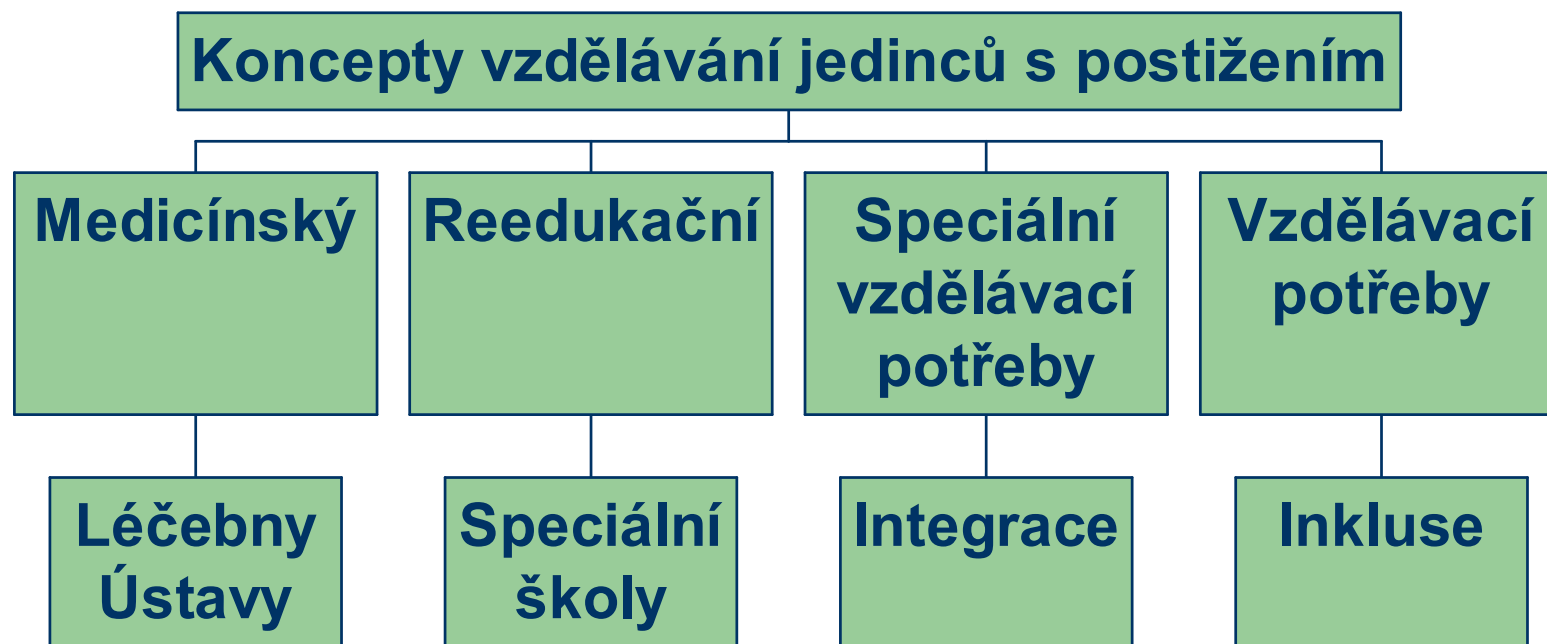 Koncepty vzdělávání jedinců s postižením
Medicínský
Reedukační
Speciální
vzdělávací
potřeby
Vzdělávací
potřeby
Léčebny
Ústavy
Speciální
školy
Integrace
Inkluse